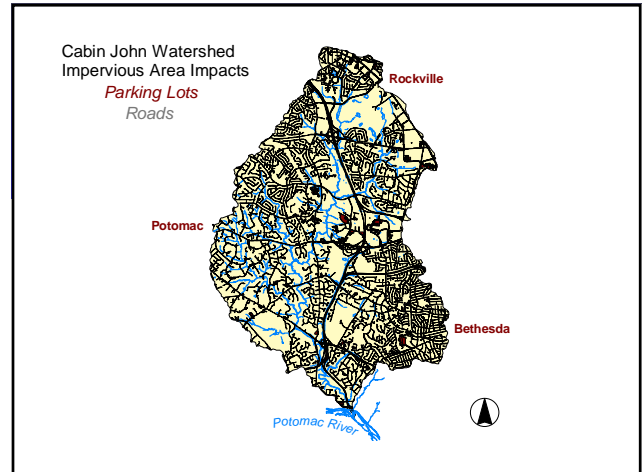 Cabin John Watershed
Impervious Area Impacts
Parking Lots
Roads
Rockville
Potomac
Bethesda
Potomac River